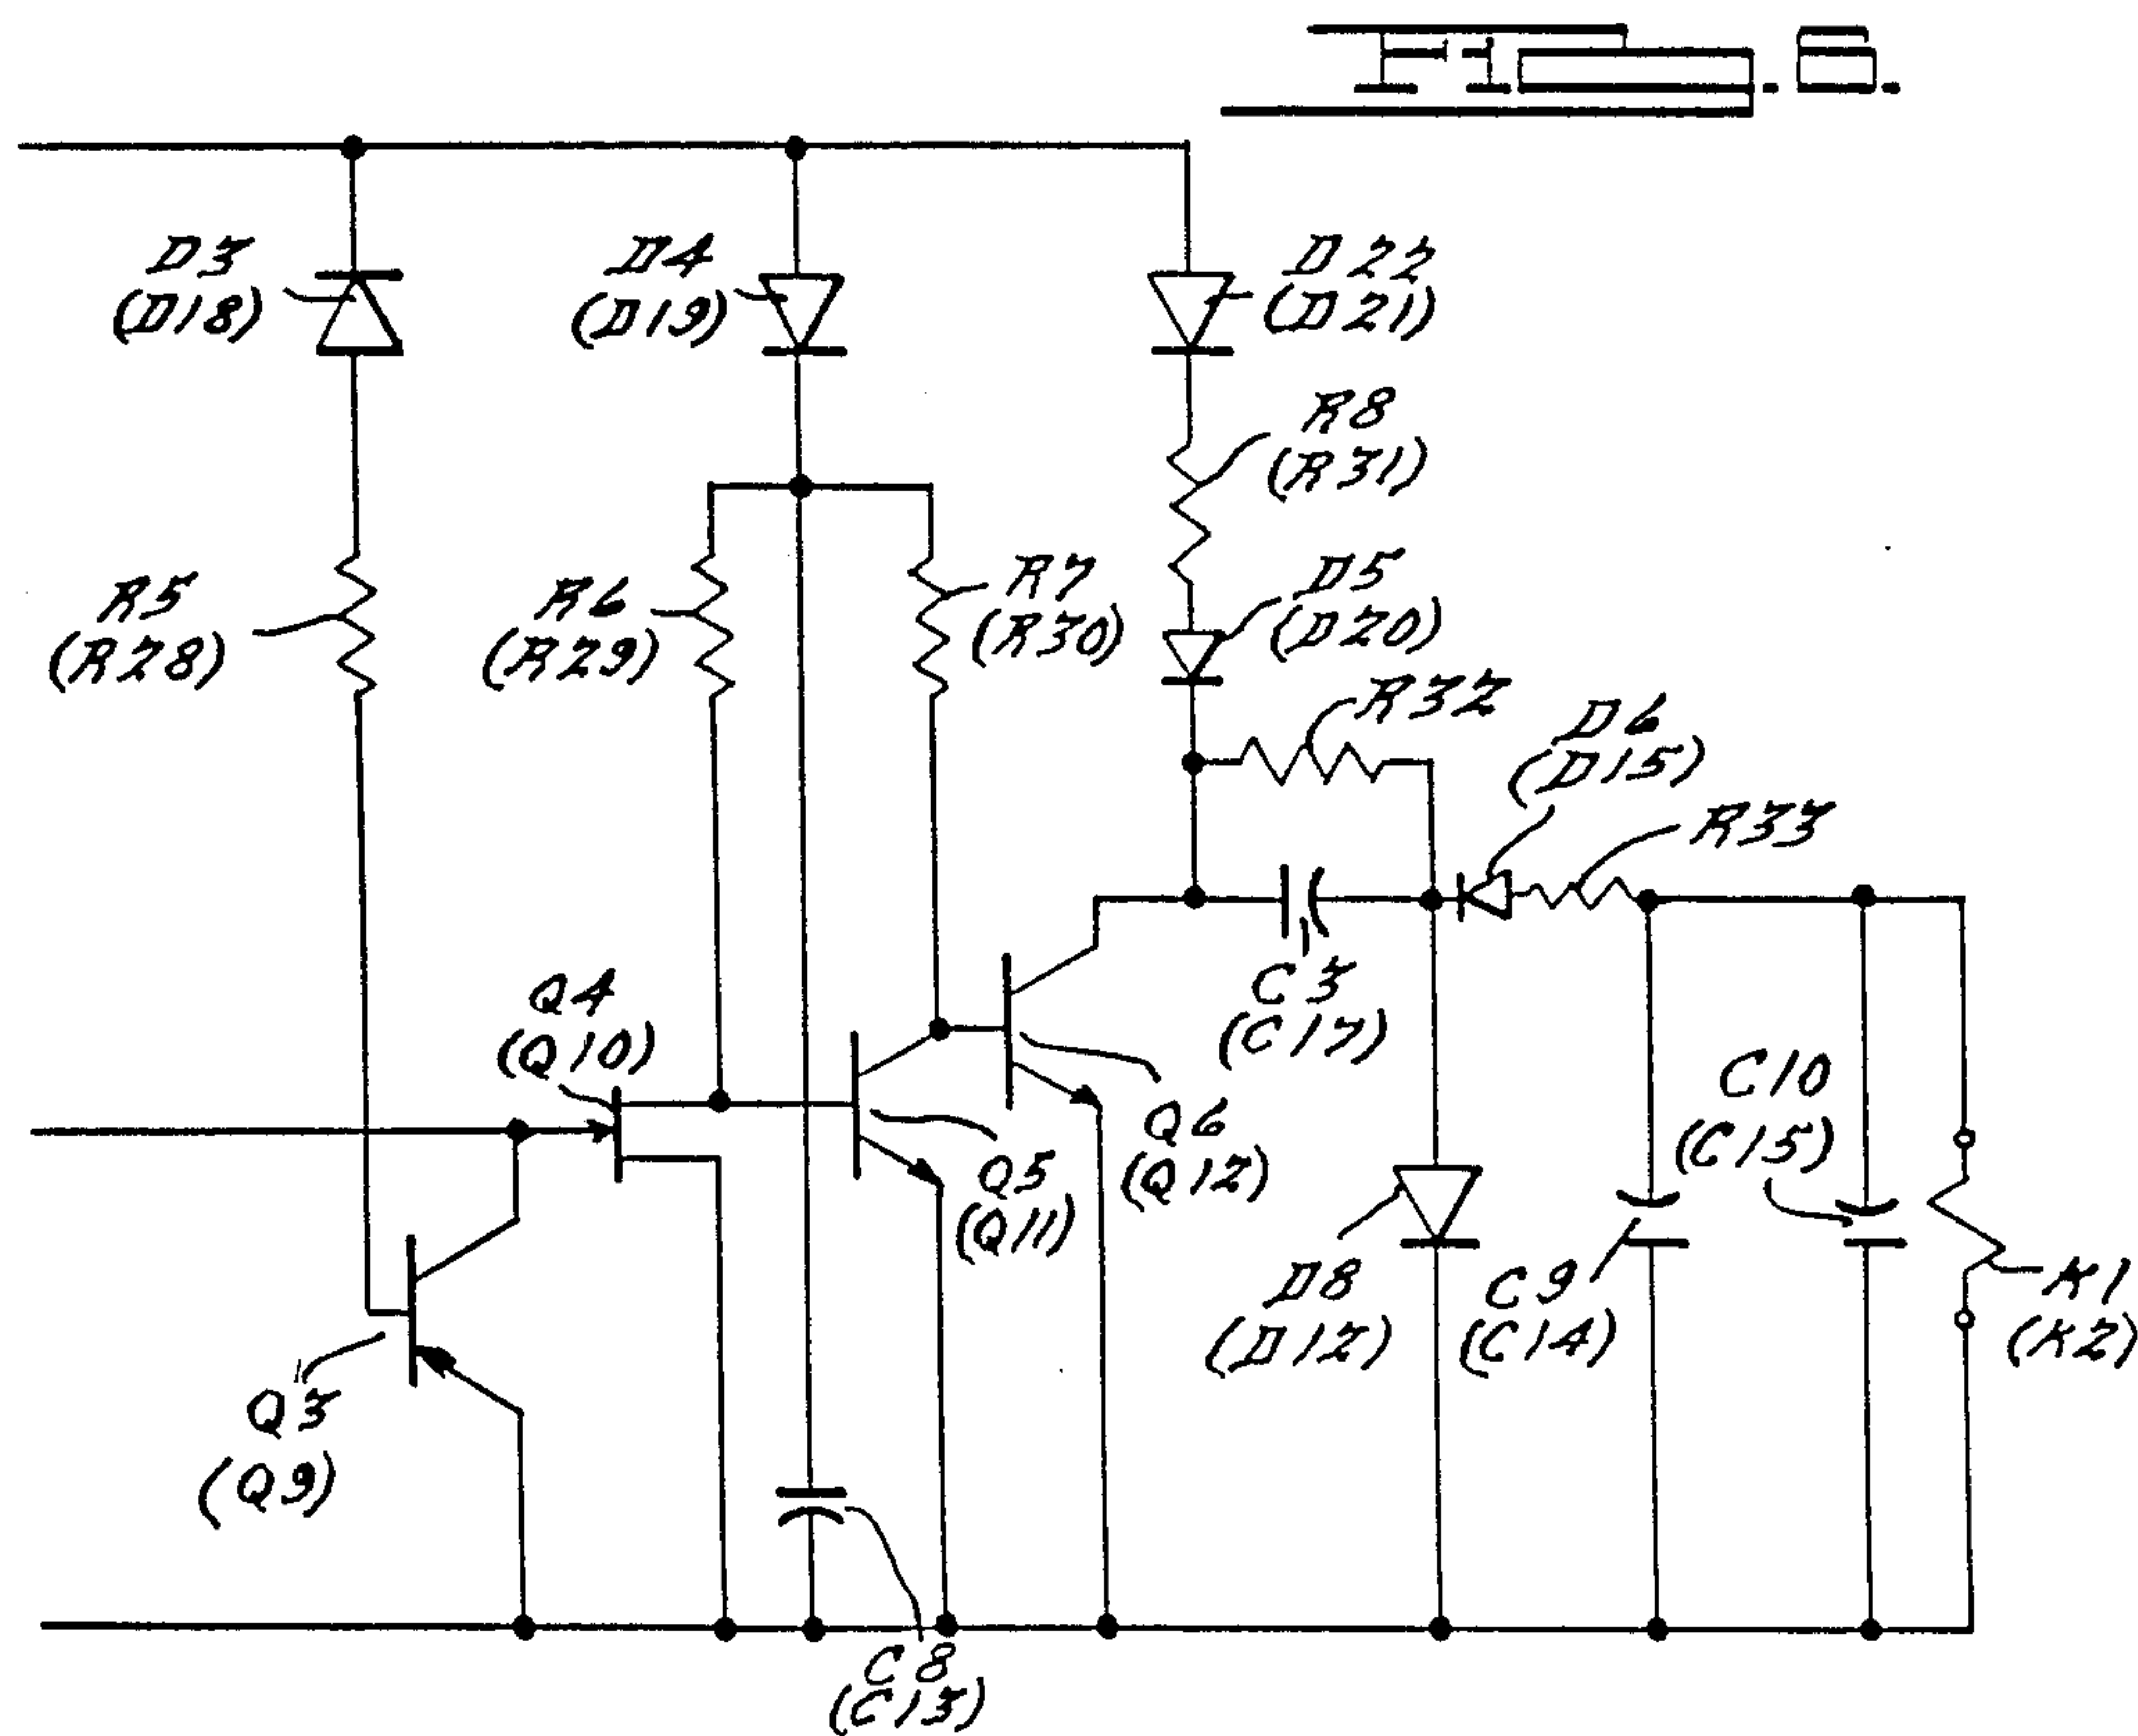 FIG. 8.
D3
(D18)
D4
(D19)
D22
(D21)
R8
(R31)
R5
(R28)
R6
(R29)
R7
(R30)
D5
(D20)
R32
D6
(D15)
R33
Q4
(Q10)
C3
(C17)
C10
(C15)
Q6
(Q12)
Q5
(Q11)
D8
(D12)
C9
(C14)
K1
(K2)
Q3
(Q9)
C8
(C13)